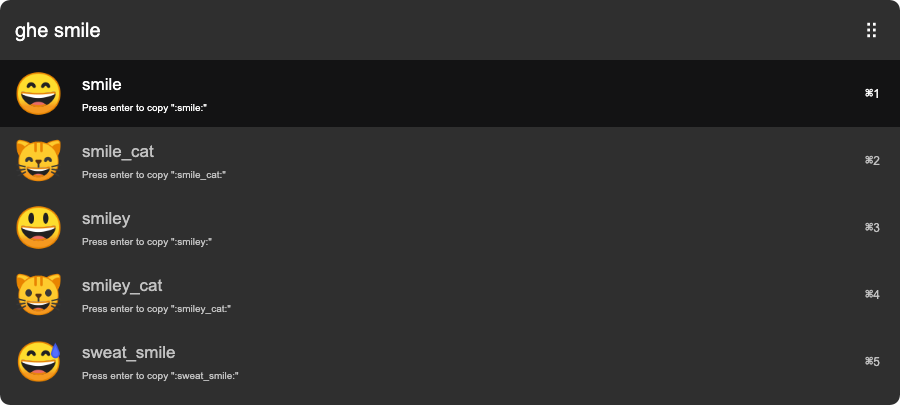 ghe smile
smile
Press enter to copy ":smile:"
⌘1
smile_cat
Press enter to copy ":smile_cat:"
⌘2
smiley
Press enter to copy ":smiley:"
⌘3
smiley_cat
Press enter to copy ":smiley_cat:"
⌘4
sweat_smile
Press enter to copy ":sweat_smile:"
⌘5